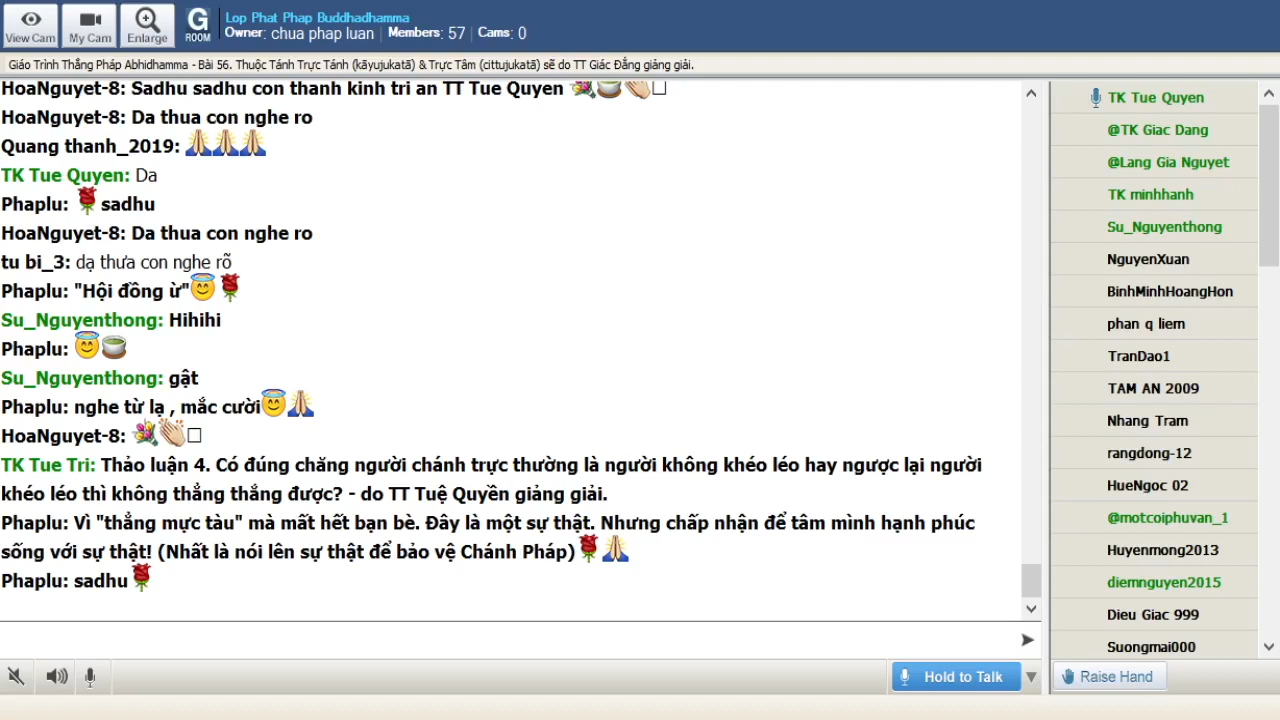 View Cam
My Cam
Enlarge
G
ROOM
Lop Phat Phap Buddhadhamma
Owner: chua phap luan Members: 57 Cams: 0
Giáo Trình Thắng Pháp Abhidhamma - Bài 56. Thuộc Tánh Trực Tánh (kāyujukatā) & Trực Tâm (cittujukatā) sẽ do TT Giác Đẳng giảng giải.
HoaNguyet-8: Sadhu sadhu con thanh kinh tri an TT Tue Quyen 💐🍵👏□
HoaNguyet-8: Da thua con nghe ro
Quang thanh_2019: 🙏🙏🙏
TK Tue Quyen: Da
Phaplu: 🌹sadhu
HoaNguyet-8: Da thua con nghe ro
tu bi_3: dạ thưa con nghe rõ
Phaplu: "Hội đồng ừ"😇🌹
Su_Nguyenthong: Hihihi
Phaplu: 😇🍵
Su_Nguyenthong: gật
Phaplu: nghe từ lạ , mắc cười😇🙏
HoaNguyet-8: 💐👏□
TK Tue Tri: Thảo luận 4. Có đúng chăng người chánh trực thường là người không khéo léo hay ngược lại người
khéo léo thì không thẳng thắng được? - do TT Tuệ Quyền giảng giải.
Phaplu: Vì "thẳng mực tàu" mà mất hết bạn bè. Đây là một sự thật. Nhưng chấp nhận để tâm mình hạnh phúc
sống với sự thật! (Nhất là nói lên sự thật để bảo vệ Chánh Pháp)🌹🙏
Phaplu: sadhu🌹
Hold to Talk
TK Tue Quyen
@TK Giac Dang
@Lang Gia Nguyet
TK minhhanh
Su_Nguyenthong
NguyenXuan
BinhMinhHoangHon
phan q liem
TranDao1
TAM AN 2009
Nhang Tram
rangdong-12
HueNgoc 02
@motcoiphuvan_1
Huyenmong2013
diemnguyen2015
Dieu Giac 999
Suongmai000
Raise Hand